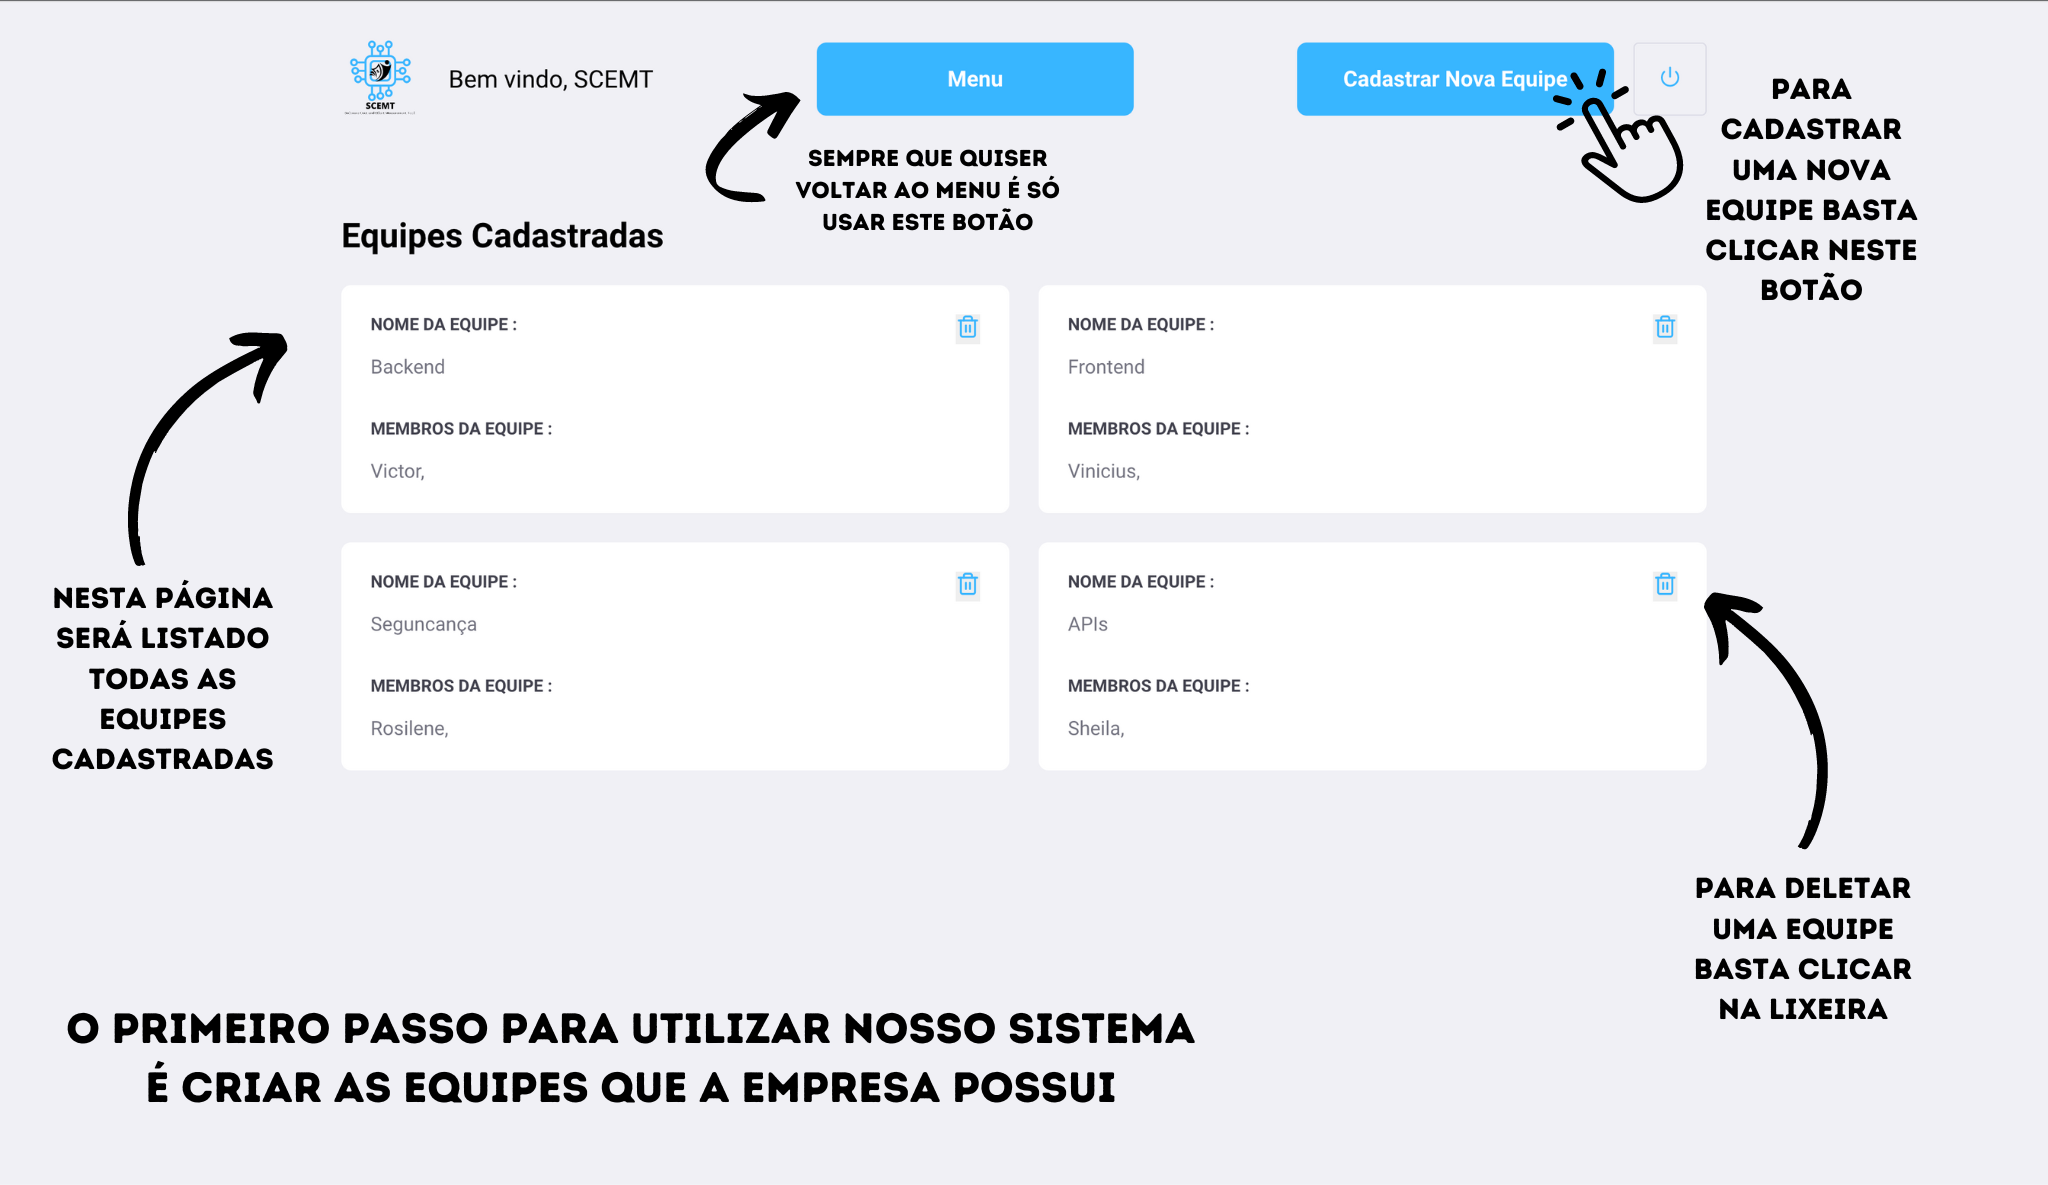 SCEMT
Bem vindo, SCEMT
Menu
Cadastrar Nova Equipe
PARA
CADASTRAR
UMA NOVA
EQUIPE BASTA
CLICAR NESTE
BOTÃO
SEMPRE QUE QUISER
VOLTAR AO MENU É SÓ
USAR ESTE BOTÃO
Equipes Cadastradas
NOME DA EQUIPE :
Backend
MEMBROS DA EQUIPE :
Victor,
NOME DA EQUIPE :
Frontend
MEMBROS DA EQUIPE :
Vinicius,
NOME DA EQUIPE :
Seguncança
MEMBROS DA EQUIPE :
Rosilene,
NOME DA EQUIPE :
APIs
MEMBROS DA EQUIPE :
Sheila,
NESTA PÁGINA
SERÁ LISTADO
TODAS AS
EQUIPES
CADASTRADAS
PARA DELETAR
UMA EQUIPE
BASTA CLICAR
NA LIXEIRA
O PRIMEIRO PASSO PARA UTILIZAR NOSSO SISTEMA
É CRIAR AS EQUIPES QUE A EMPRESA POSSUI